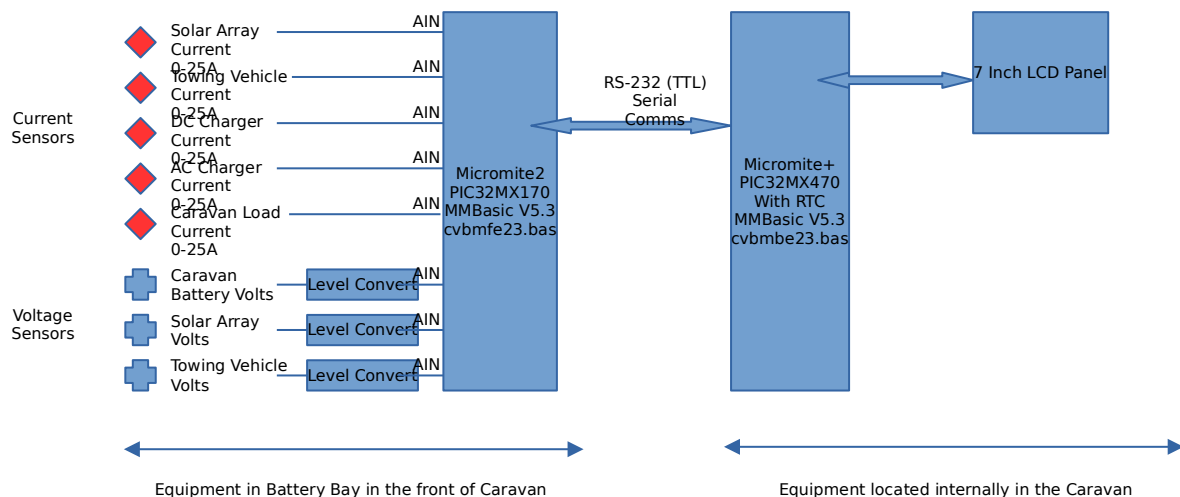 Current
Sensors
Solar Array
Current
0-25A
Towing Vehicle
Current
0-25A
DC Charger
Current
0-25A
AC Charger
Current
0-25A
Caravan Load
Current
0-25A
AIN
AIN
AIN
AIN
AIN
Voltage
Sensors
Caravan
Battery Volts
Level Convert
AIN
Solar Array
Volts
Level Convert
AIN
Towing Vehicle
Volts
Level Convert
AIN
Micromite2
PIC32MX170
MMBasic V5.3
cvbmfe23.bas
RS-232 (TTL)
Serial
Comms
Micromite+
PIC32MX470
With RTC
MMBasic V5.3
cvbmbe23.bas
7 Inch LCD Panel
Equipment in Battery Bay in the front of Caravan
Equipment located internally in the Caravan